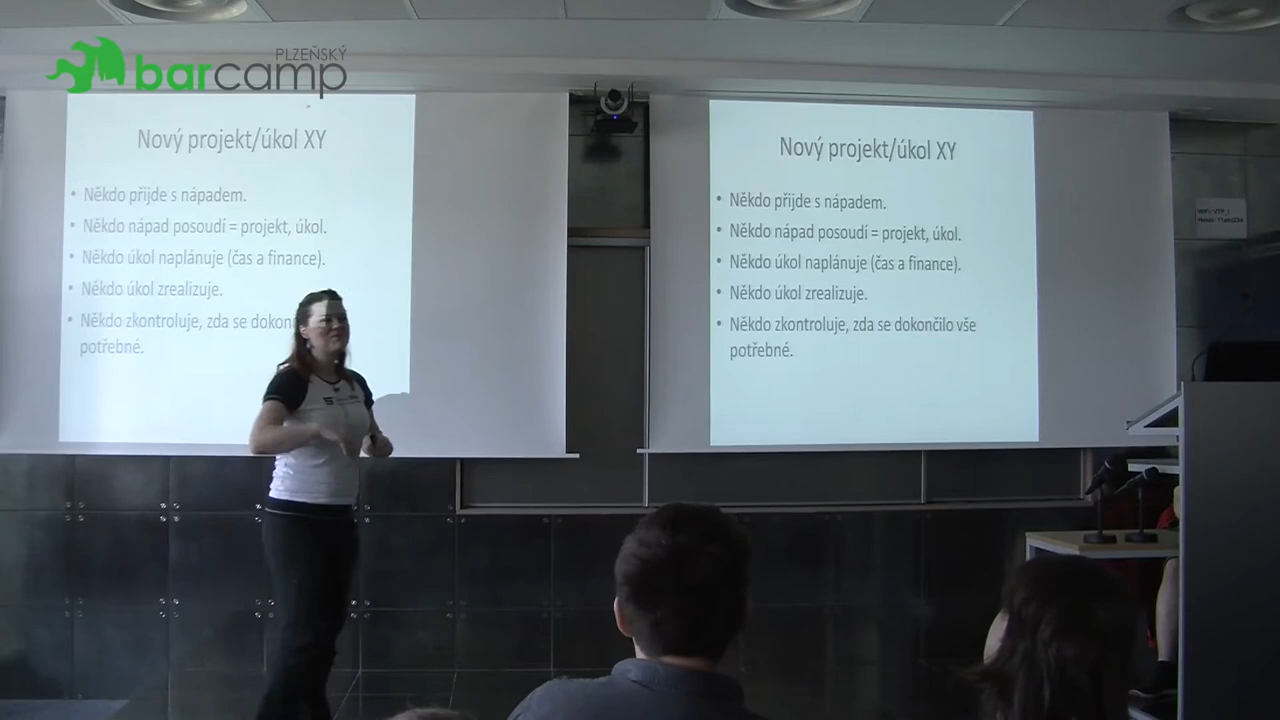 PLZEŇSKÝ
barcamp
Nový projekt/úkol XY
• Někdo přijde s nápadem.
• Někdo nápad posoudí = projekt, úkol.
• Někdo úkol naplánuje (čas a finance).
• Někdo úkol zrealizuje.
• Někdo zkontroluje, zda se dokon
potřebné.
Nový projekt/úkol XY
• Někdo přijde s nápadem.
• Někdo nápad posoudí = projekt, úkol.
• Někdo úkol naplánuje (čas a finance).
• Někdo úkol zrealizuje.
• Někdo zkontroluje, zda se dokončilo vše
potřebné.